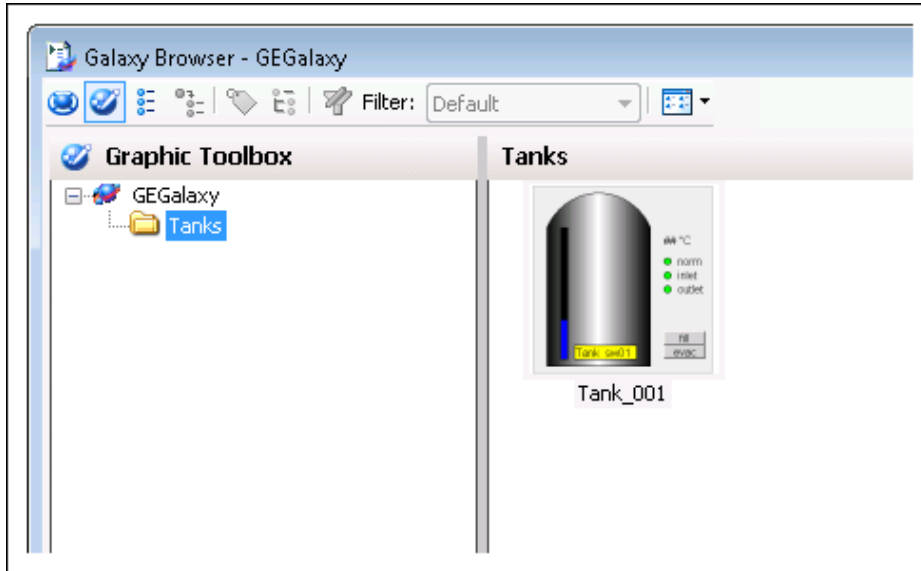 Galaxy Browser - GEGalaxy
Filter: Default
Graphic Toolbox
Tanks
GEGalaxy
Tanks
°C
norm
inlet
outlet
fill
evac
Tank_001